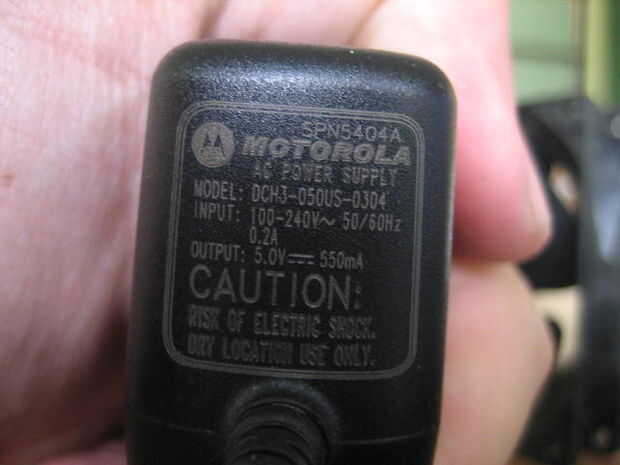 SPN5404A
MOTOROLA
AC POWER SUPPLY
MODEL: DCH3-050US-0304
INPUT: 100-240V~ 50/60Hz
0.2A
OUTPUT: 5.0V⎓ 550mA
CAUTION:
RISK OF ELECTRIC SHOCK.
DRY LOCATION USE ONLY.